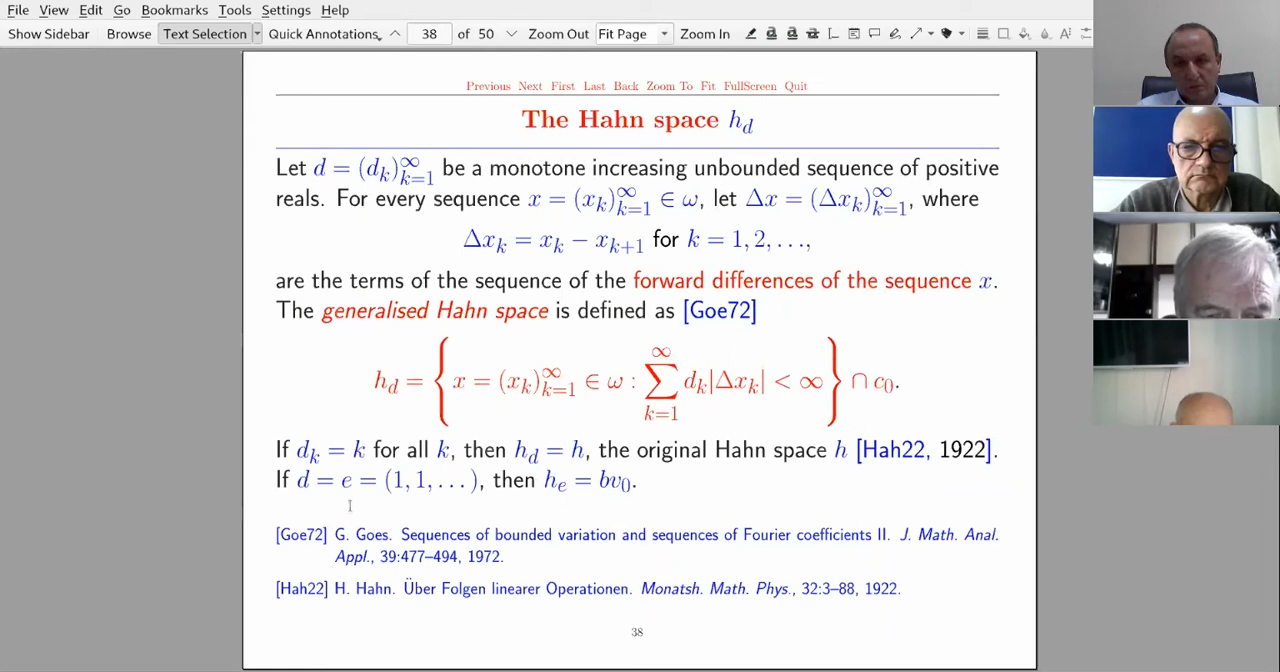 File View Edit Go Bookmarks Tools Settings Help
Show Sidebar Browse Text Selection Quick Annotations 38 of 50 Zoom Out Fit Page Zoom In
Previous Next First Last Back Zoom To Fit FullScreen Quit
The Hahn space h_d
Let d = (d_k)_{k=1}^∞ be a monotone increasing unbounded sequence of positive
reals. For every sequence x = (x_k)_{k=1}^∞ ∈ ω, let Δx = (Δx_k)_{k=1}^∞, where
Δx_k = x_k − x_{k+1} for k = 1, 2, . . . ,
are the terms of the sequence of the forward differences of the sequence x.
The generalised Hahn space is defined as [Goe72]
h_d = { x = (x_k)_{k=1}^∞ ∈ ω : ∑_{k=1}^∞ d_k|Δx_k| < ∞ } ∩ c_0.
If d_k = k for all k, then h_d = h, the original Hahn space h [Hah22, 1922].
If d = e = (1, 1, . . . ), then h_e = bv_0.
[Goe72] G. Goes. Sequences of bounded variation and sequences of Fourier coefficients II. J. Math. Anal.
Appl., 39:477–494, 1972.
[Hah22] H. Hahn. Über Folgen linearer Operationen. Monatsh. Math. Phys., 32:3–88, 1922.
38